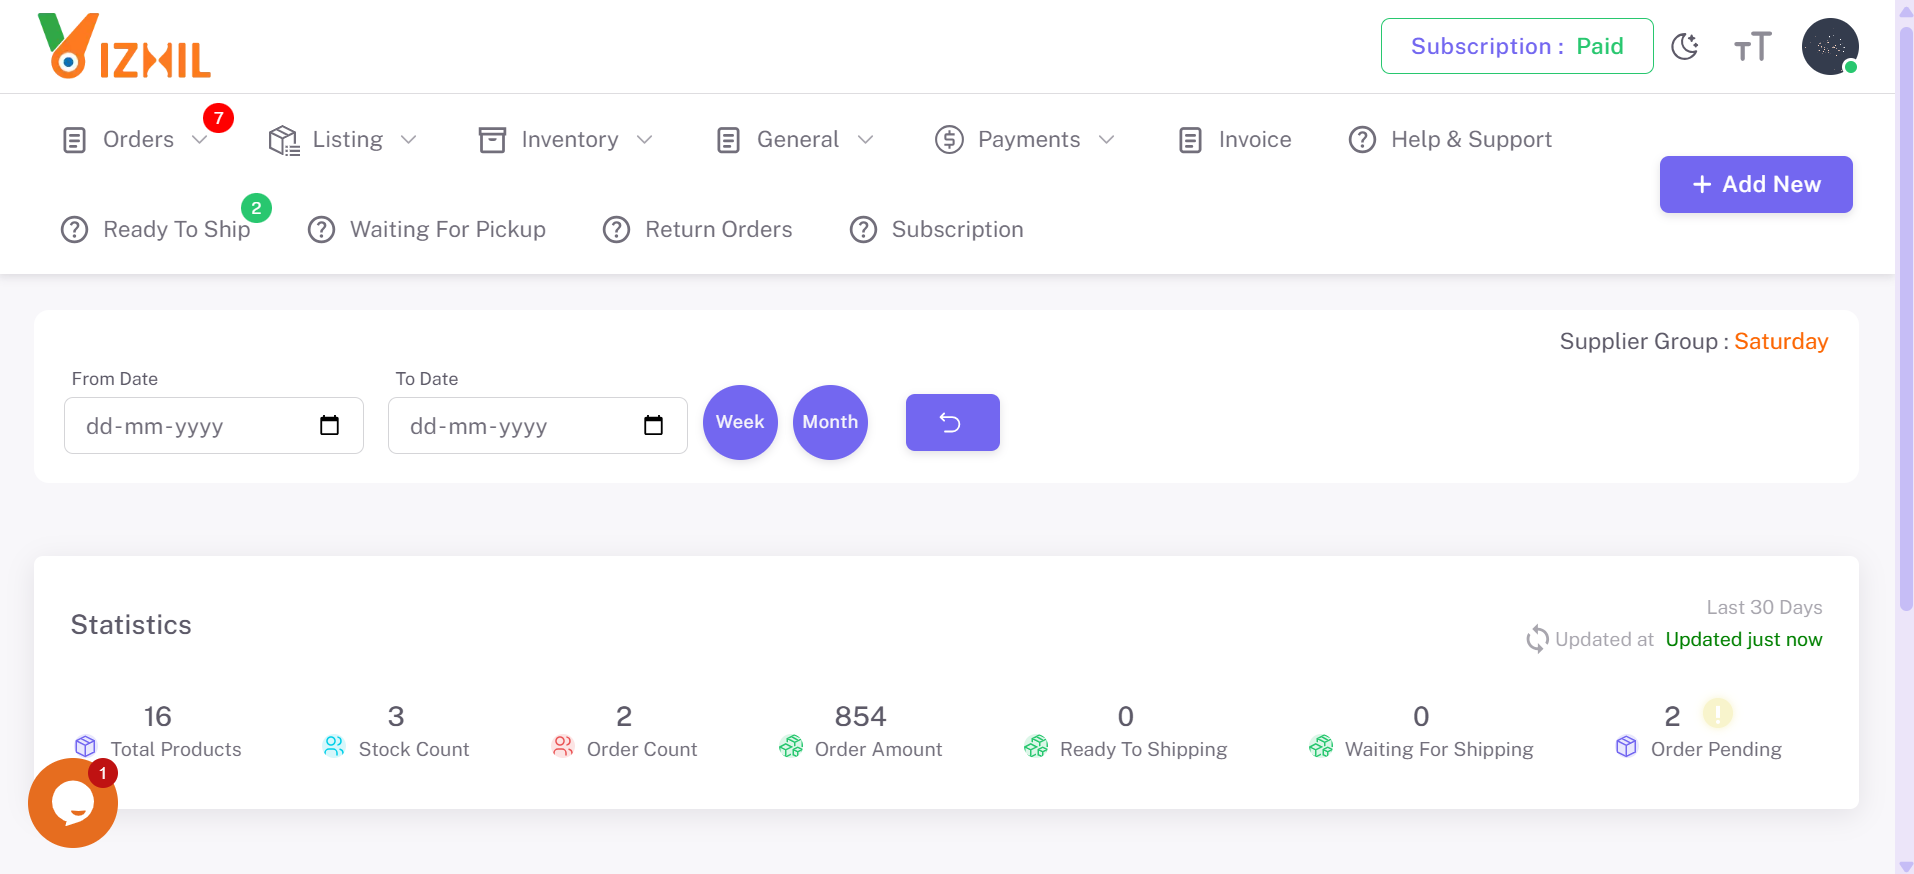 VIZMIL
Subscription : Paid
TT
Orders 7
Listing
Inventory
General
Payments
Invoice
Help & Support
+ Add New
Ready To Ship 2
Waiting For Pickup
Return Orders
Subscription
Supplier Group : Saturday
From Date
To Date
dd-mm-yyyy
dd-mm-yyyy
Week
Month
Statistics
Last 30 Days
Updated at Updated just now
16
Total Products
3
Stock Count
2
Order Count
854
Order Amount
0
Ready To Shipping
0
Waiting For Shipping
2 !
Order Pending
1